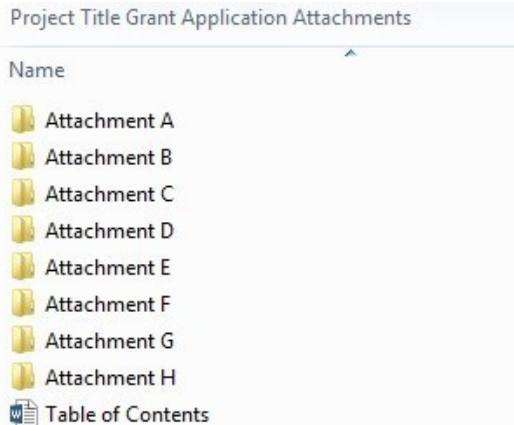 Project Title Grant Application Attachments
Name
Attachment A
Attachment B
Attachment C
Attachment D
Attachment E
Attachment F
Attachment G
Attachment H
Table of Contents